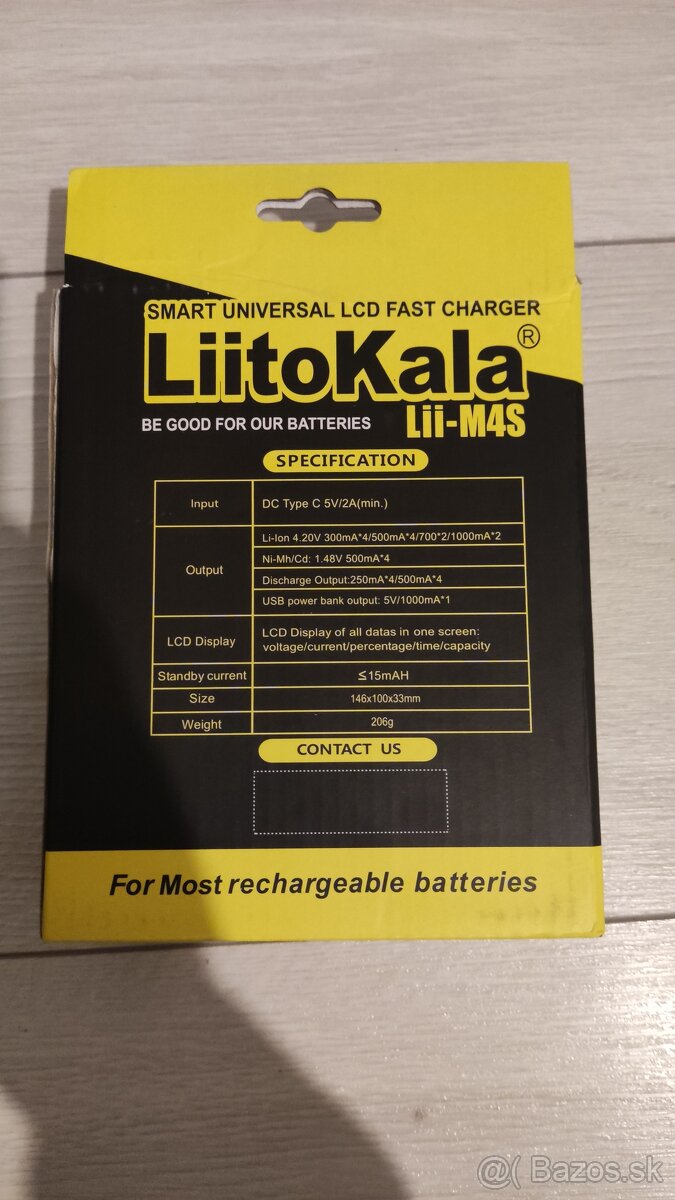 SMART UNIVERSAL LCD FAST CHARGER
LiitoKala®
BE GOOD FOR OUR BATTERIES Lii-M4S
SPECIFICATION
Input DC Type C 5V/2A(min.)
Output Li-Ion 4.20V 300mA*4/500mA*4/700*2/1000mA*2
Ni-Mh/Cd: 1.48V 500mA*4
Discharge Output:250mA*4/500mA*4
USB power bank output: 5V/1000mA*1
LCD Display LCD Display of all datas in one screen:
voltage/current/percentage/time/capacity
Standby current ≤15mAH
Size 146x100x33mm
Weight 206g
CONTACT US
For Most rechargeable batteries
@( Bazos.sk